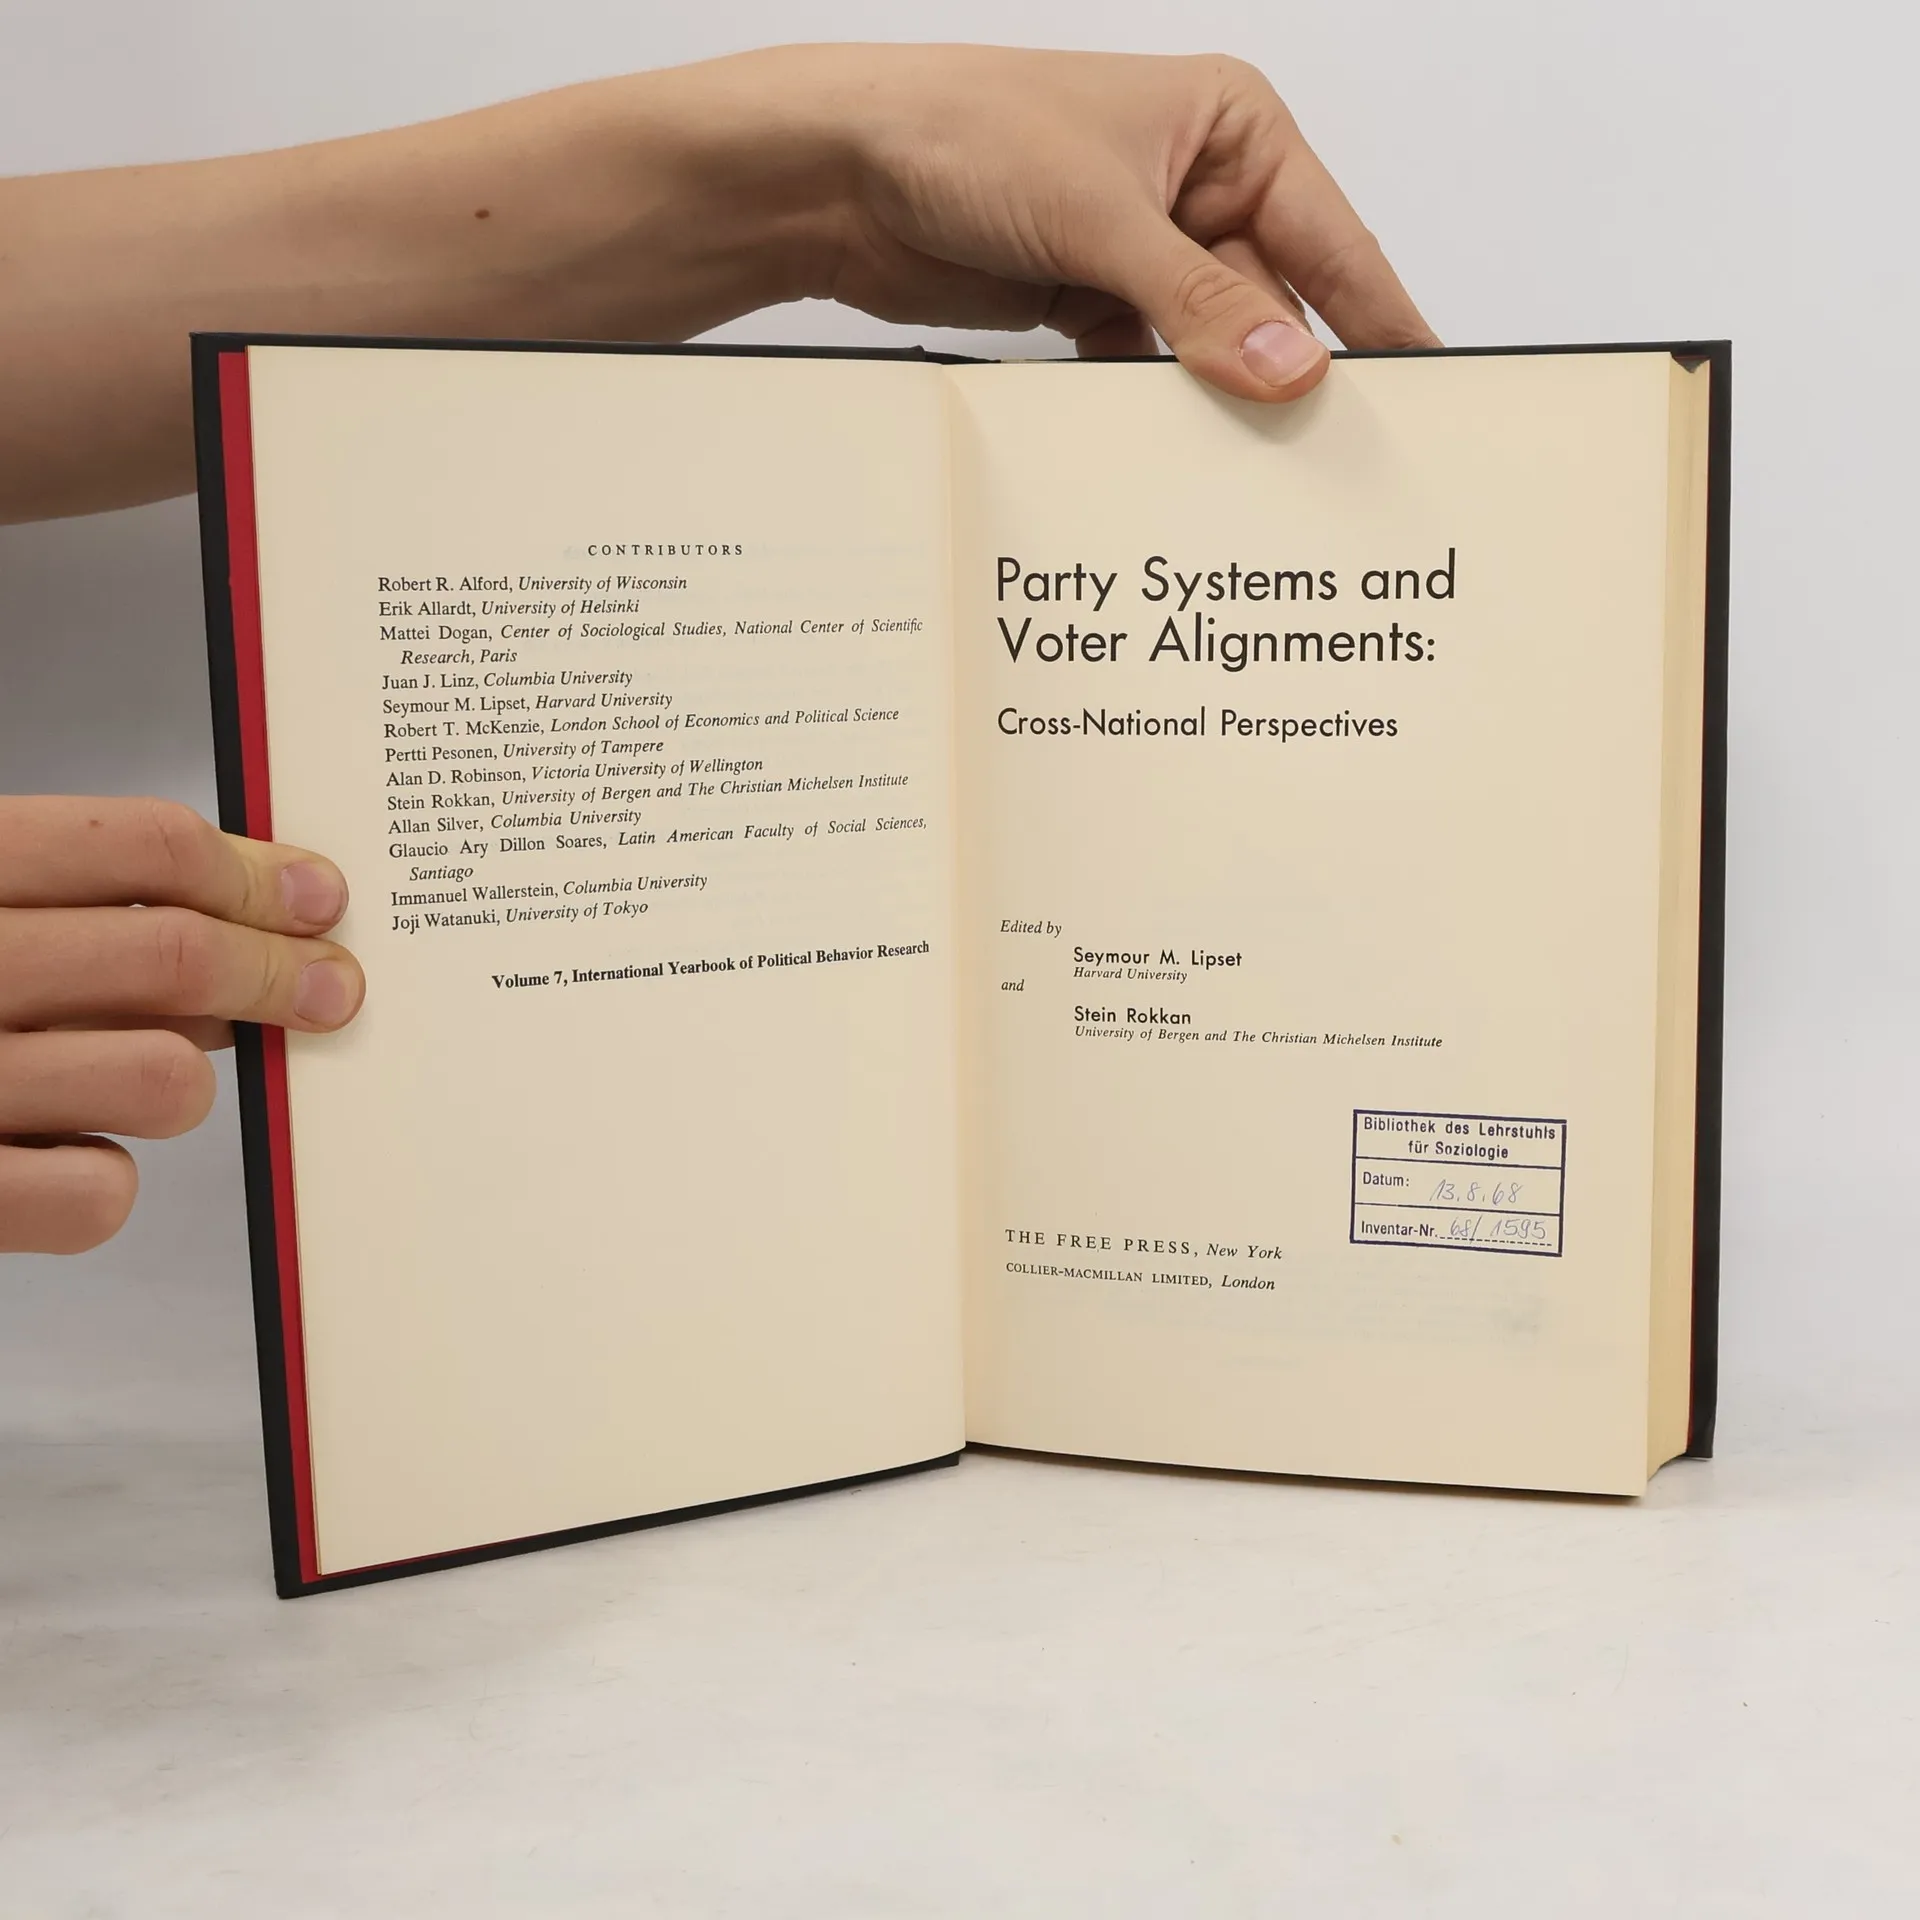 CONTRIBUTORS
Robert R. Alford, University of Wisconsin
Erik Allardt, University of Helsinki
Mattei Dogan, Center of Sociological Studies, National Center of Scientific
Research, Paris
Juan J. Linz, Columbia University
Seymour M. Lipset, Harvard University
Robert T. McKenzie, London School of Economics and Political Science
Pertti Pesonen, University of Tampere
Alan D. Robinson, Victoria University of Wellington
Stein Rokkan, University of Bergen and The Christian Michelsen Institute
Allan Silver, Columbia University
Glaucio Ary Dillon Soares, Latin American Faculty of Social Sciences,
Santiago
Immanuel Wallerstein, Columbia University
Joji Watanuki, University of Tokyo
Volume 7, International Yearbook of Political Behavior Research
Party Systems and
Voter Alignments:
Cross-National Perspectives
Edited by
Seymour M. Lipset
Harvard University
and
Stein Rokkan
University of Bergen and The Christian Michelsen Institute
Bibliothek des Lehrstuhls
für Soziologie
Datum: 13.8.68
Inventar-Nr. 68/1595
THE FREE PRESS, New York
COLLIER-MACMILLAN LIMITED, London